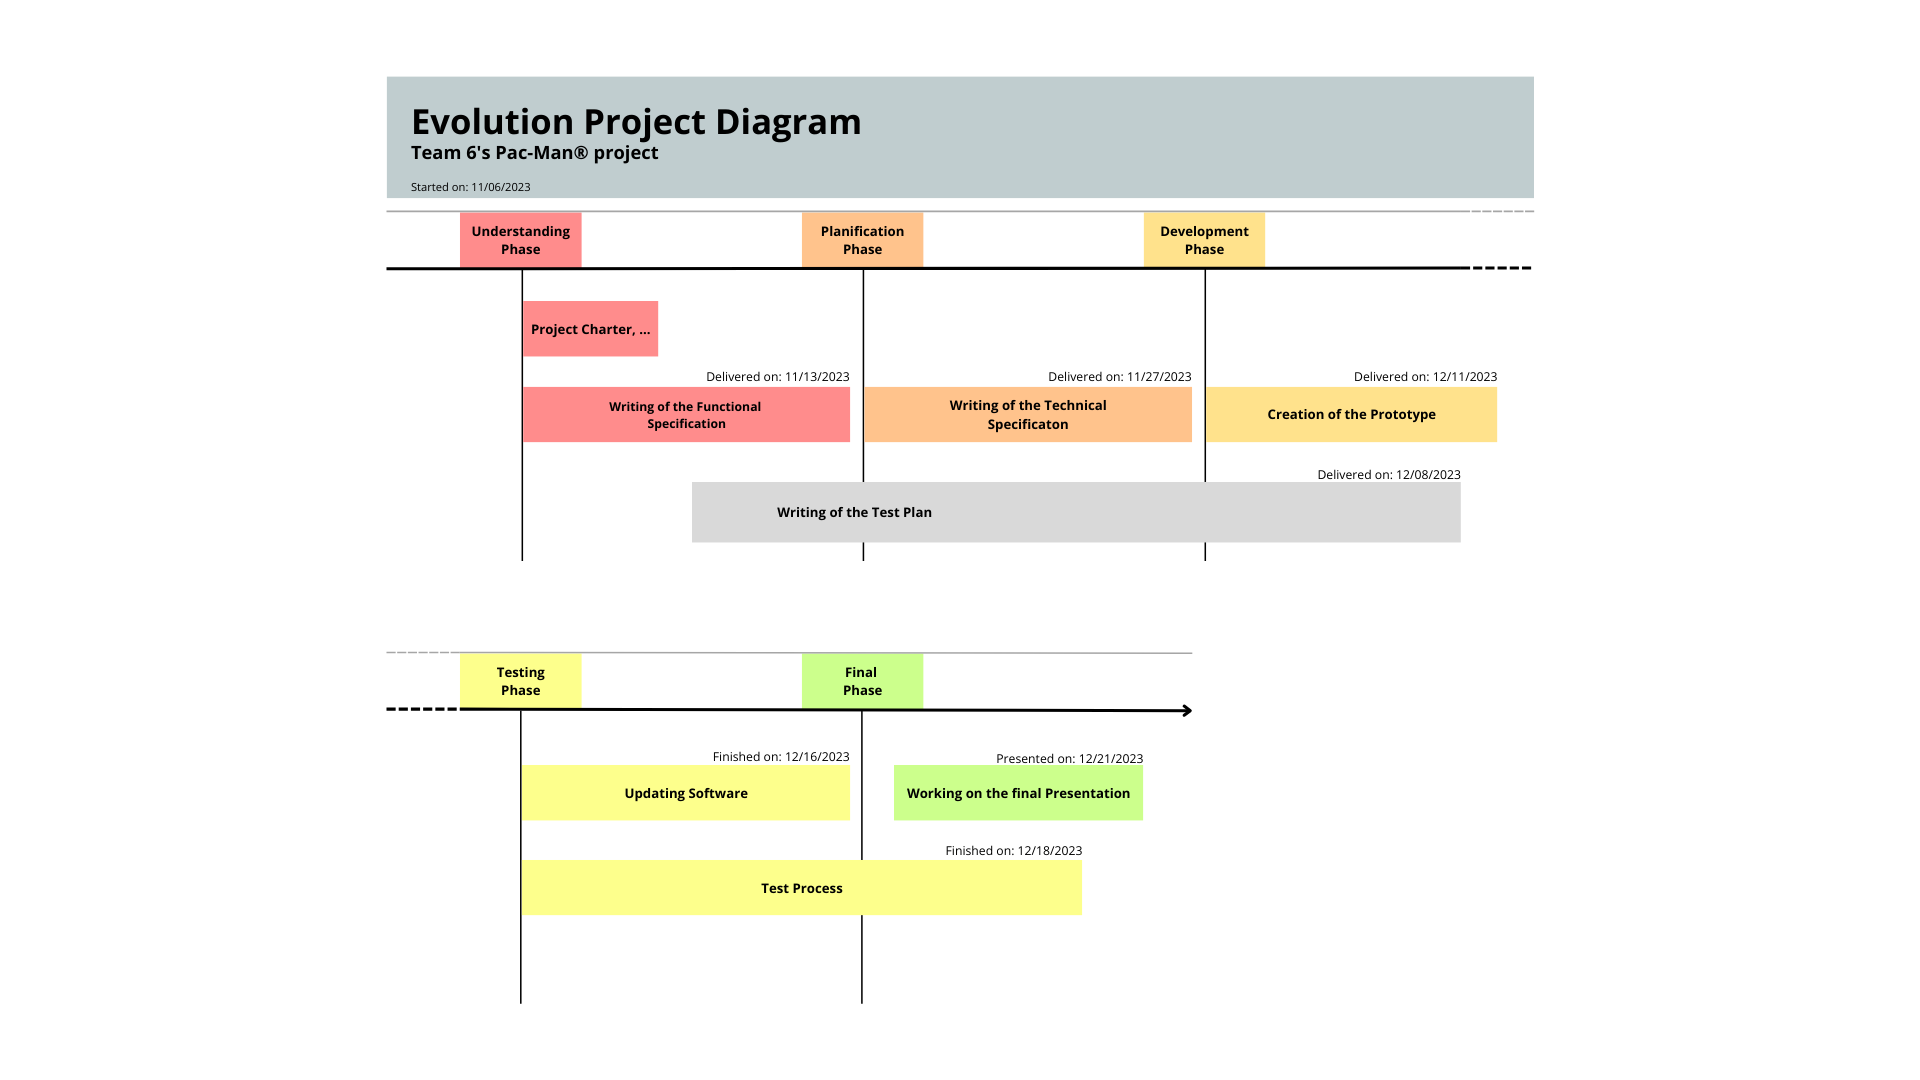 Evolution Project Diagram
Team 6's Pac-Man® project
Started on: 11/06/2023
Understanding
Phase
Planification
Phase
Development
Phase
Project Charter, ...
Delivered on: 11/13/2023
Delivered on: 11/27/2023
Delivered on: 12/11/2023
Writing of the Functional
Specification
Writing of the Technical
Specificaton
Creation of the Prototype
Delivered on: 12/08/2023
Writing of the Test Plan
Testing
Phase
Final
Phase
Finished on: 12/16/2023
Presented on: 12/21/2023
Updating Software
Working on the final Presentation
Finished on: 12/18/2023
Test Process